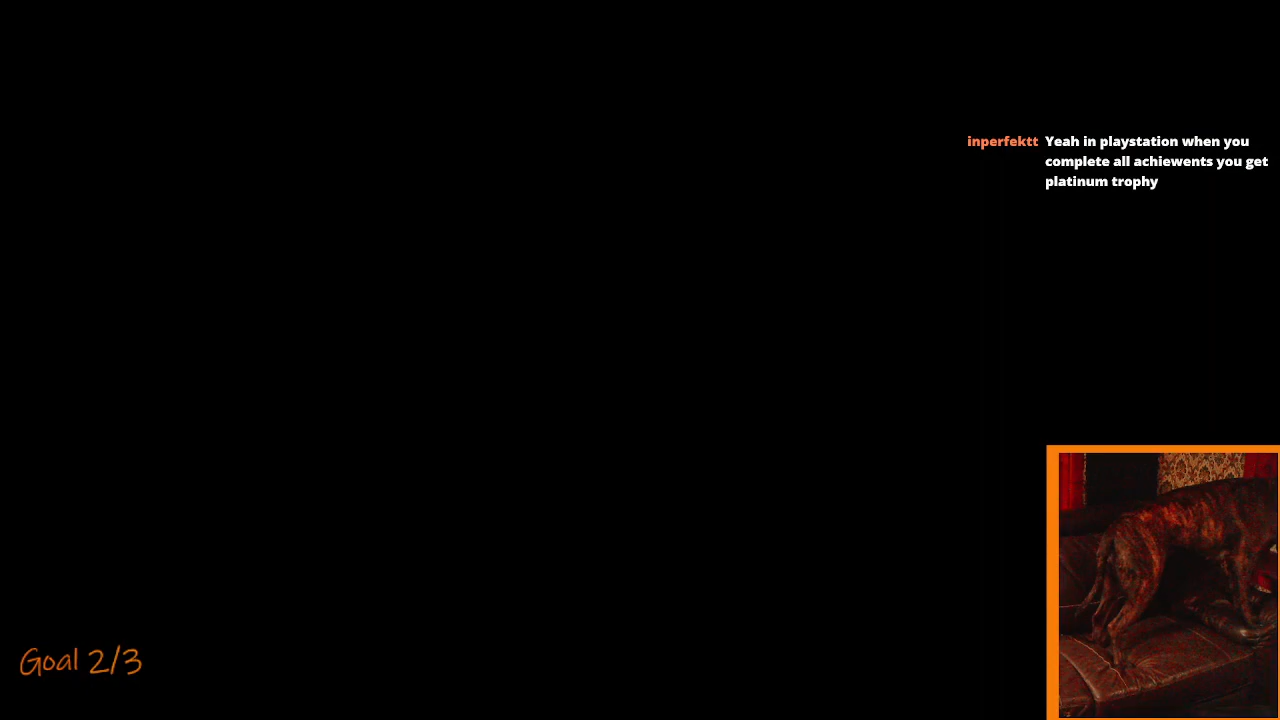 inperfektt Yeah in playstation when you
complete all achiewents you get
platinum trophy
Goal 2/3